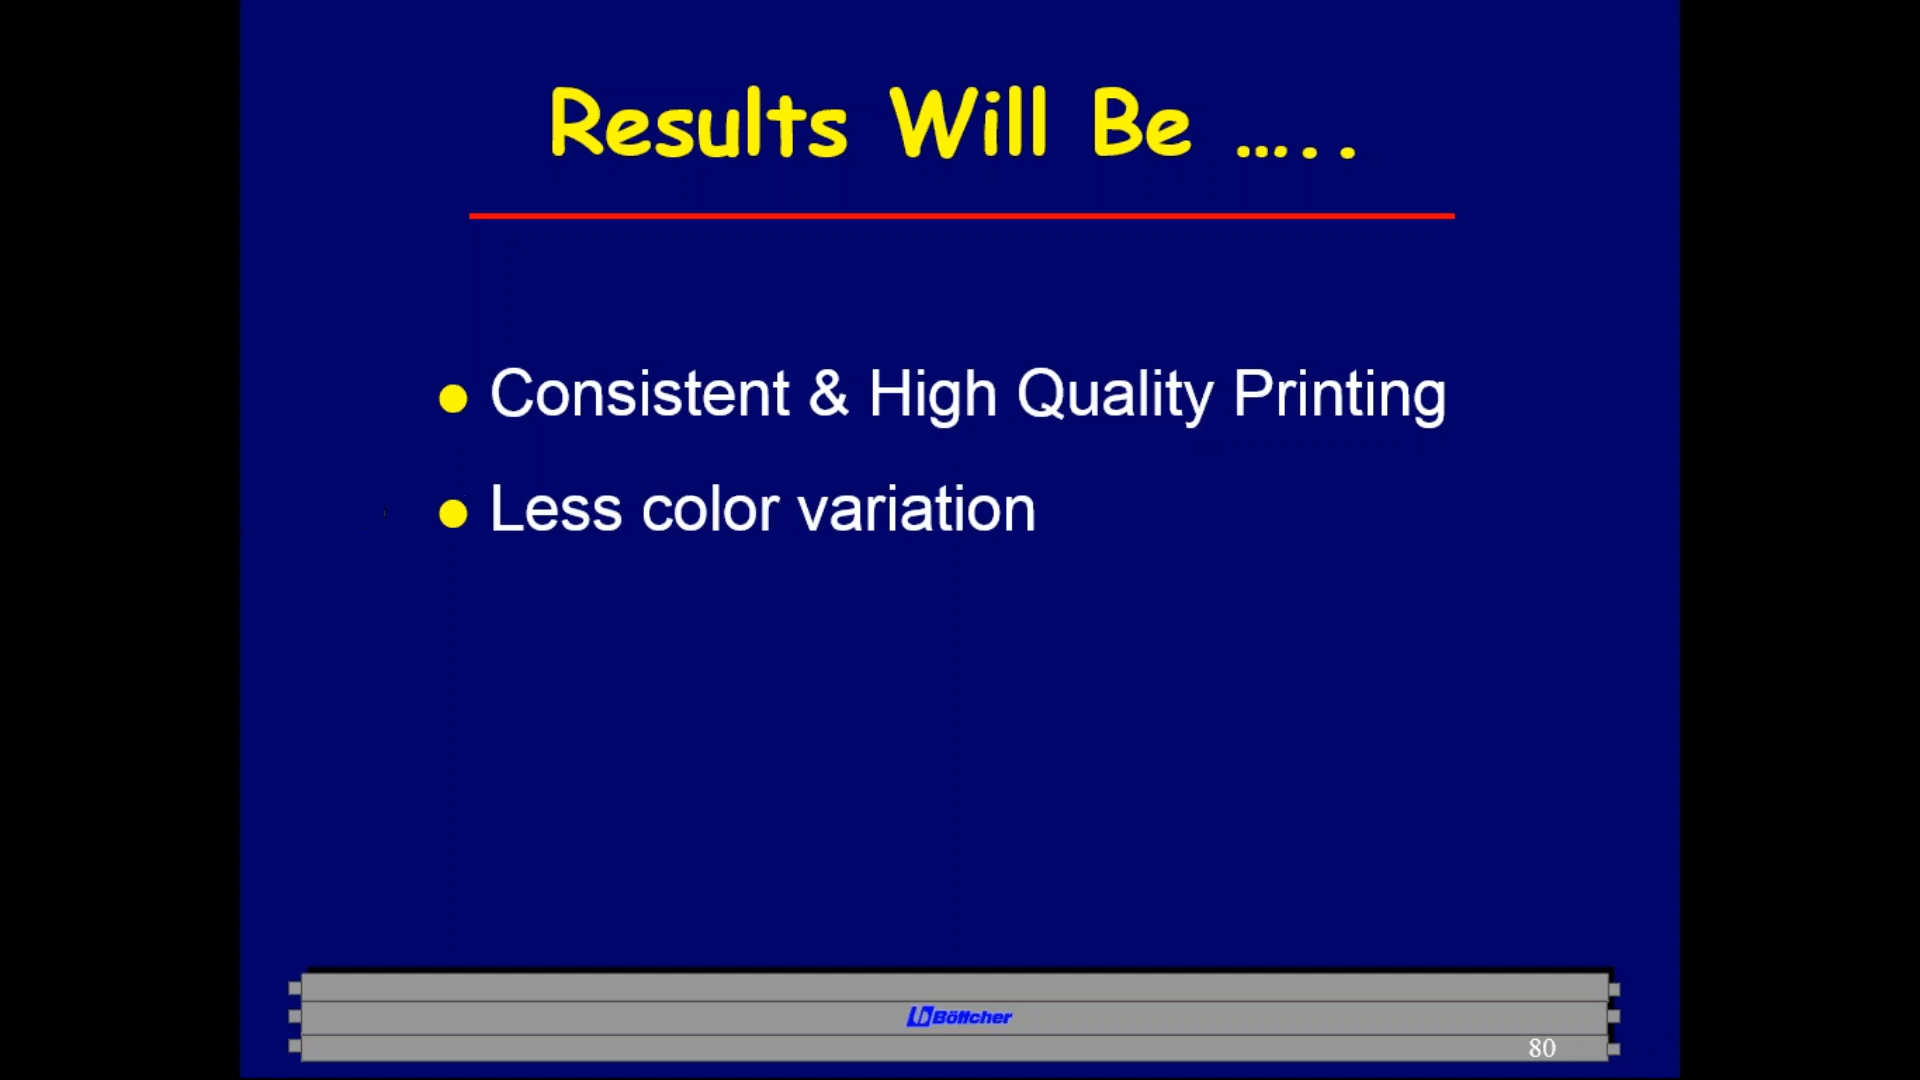 Results Will Be .....
Consistent & High Quality Printing
Less color variation
Böttcher
80